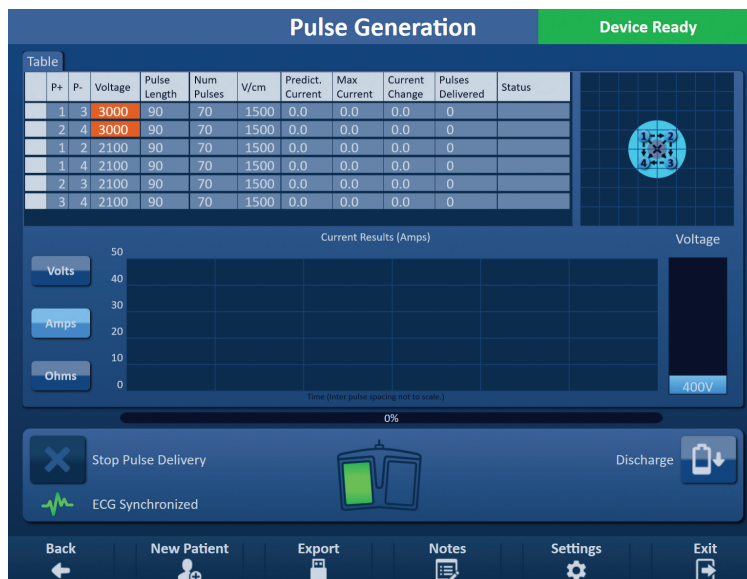 Pulse Generation
Device Ready
Table
P+ P- Voltage Pulse Length Num Pulses V/cm Predict. Current Max Current Current Change Pulses Delivered Status
1 3 3000 90 70 1500 0.0 0.0 0.0 0
2 4 3000 90 70 1500 0.0 0.0 0.0 0
1 2 2100 90 70 1500 0.0 0.0 0.0 0
1 4 2100 90 70 1500 0.0 0.0 0.0 0
2 3 2100 90 70 1500 0.0 0.0 0.0 0
3 4 2100 90 70 1500 0.0 0.0 0.0 0
1 2
4 3
Current Results (Amps)
Voltage
Volts
Amps
Ohms
50
40
30
20
10
0
Time (Inter pulse spacing not to scale.)
400V
0%
Stop Pulse Delivery
Discharge
ECG Synchronized
Back New Patient Export Notes Settings Exit